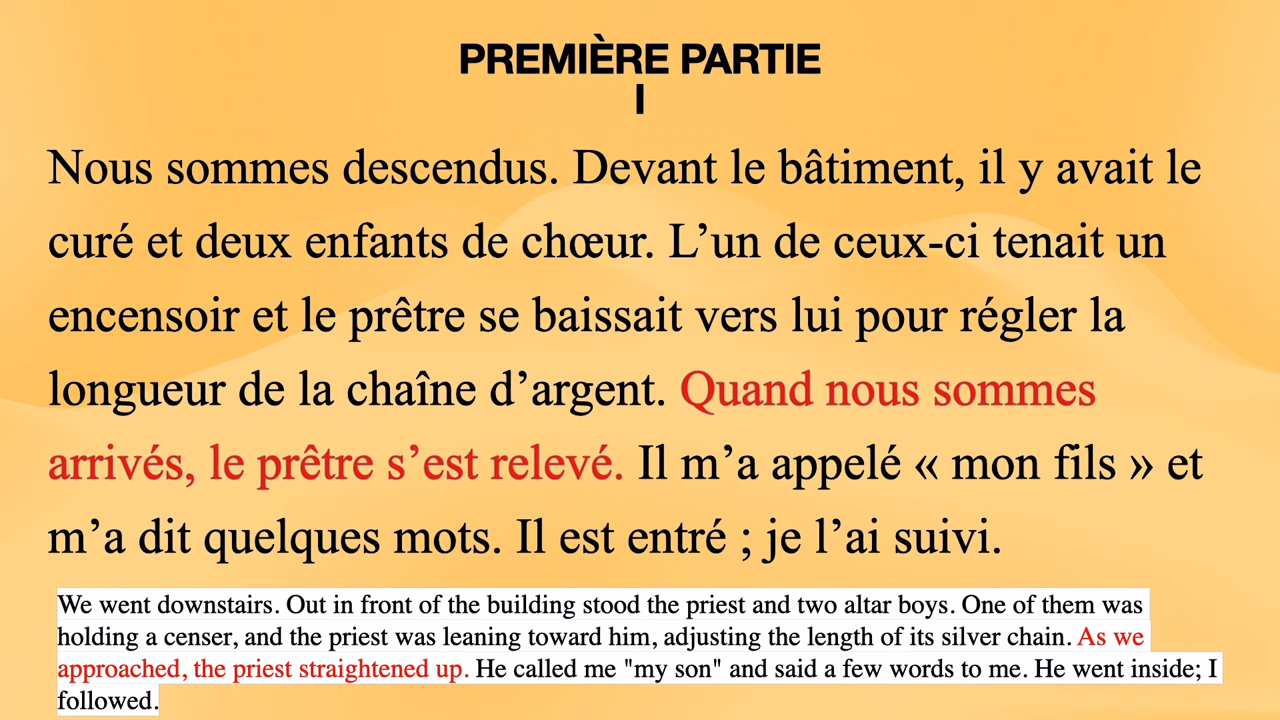 PREMIÈRE PARTIE
I
Nous sommes descendus. Devant le bâtiment, il y avait le
curé et deux enfants de chœur. L’un de ceux-ci tenait un
encensoir et le prêtre se baissait vers lui pour régler la
longueur de la chaîne d’argent. Quand nous sommes
arrivés, le prêtre s’est relevé. Il m’a appelé « mon fils » et
m’a dit quelques mots. Il est entré ; je l’ai suivi.
We went downstairs. Out in front of the building stood the priest and two altar boys. One of them was
holding a censer, and the priest was leaning toward him, adjusting the length of its silver chain. As we
approached, the priest straightened up. He called me "my son" and said a few words to me. He went inside; I
followed.